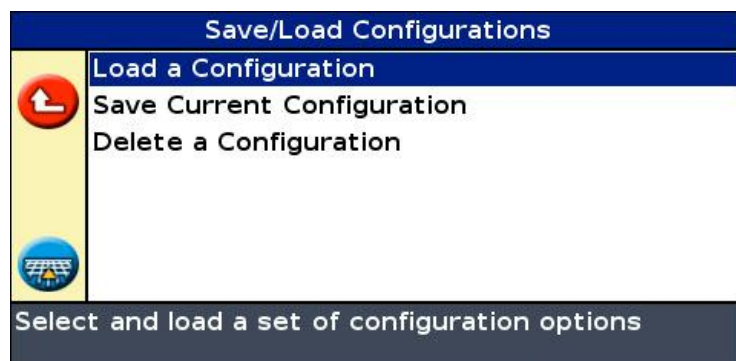 Save/Load Configurations
Load a Configuration
Save Current Configuration
Delete a Configuration
Select and load a set of configuration options